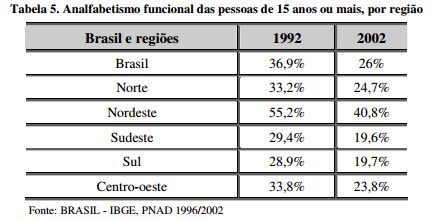 Tabela 5. Analfabetismo funcional das pessoas de 15 anos ou mais, por região
Brasil e regiões 1992 2002
Brasil 36,9% 26%
Norte 33,2% 24,7%
Nordeste 55,2% 40,8%
Sudeste 29,4% 19,6%
Sul 28,9% 19,7%
Centro-oeste 33,8% 23,8%
Fonte: BRASIL - IBGE, PNAD 1996/2002